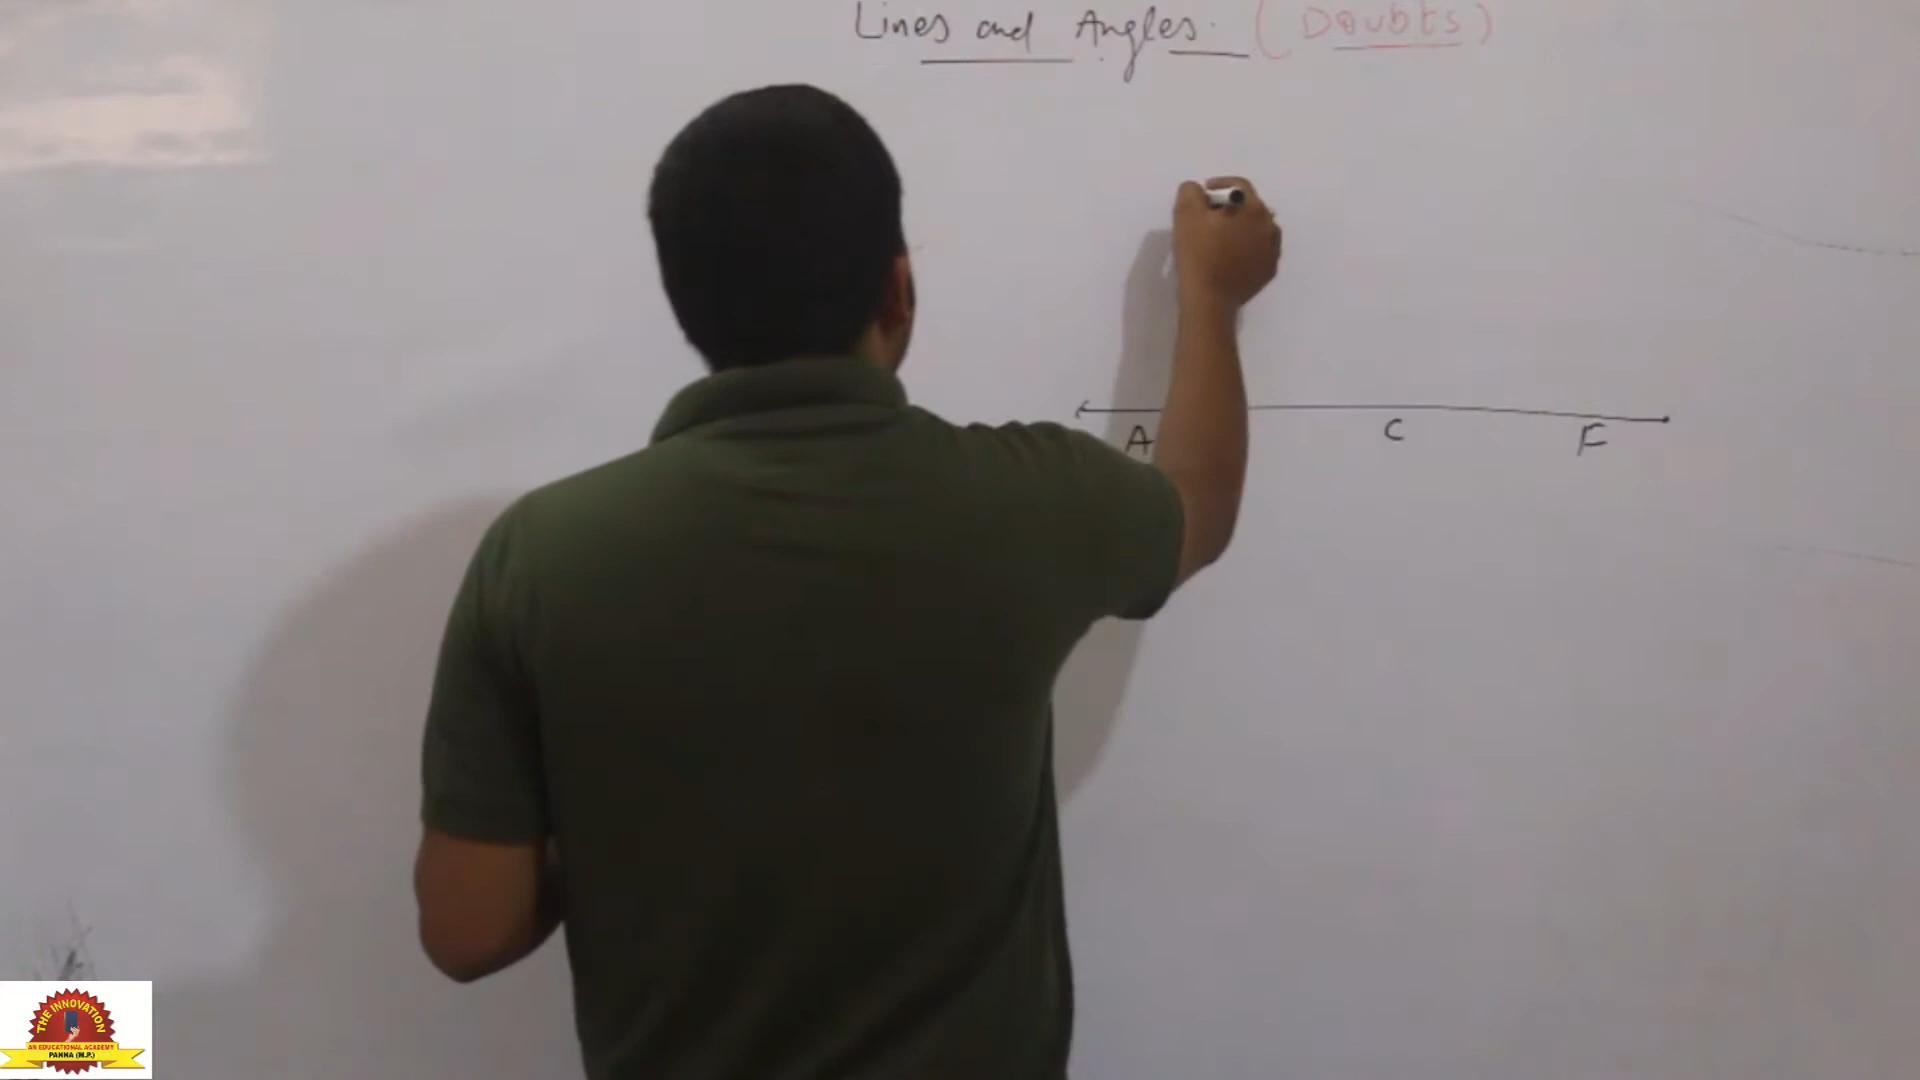 Lines and Angles. (Doubts)
A C F
THE INNOVATION
AN EDUCATIONAL ACADEMY
PANNA (M.P.)